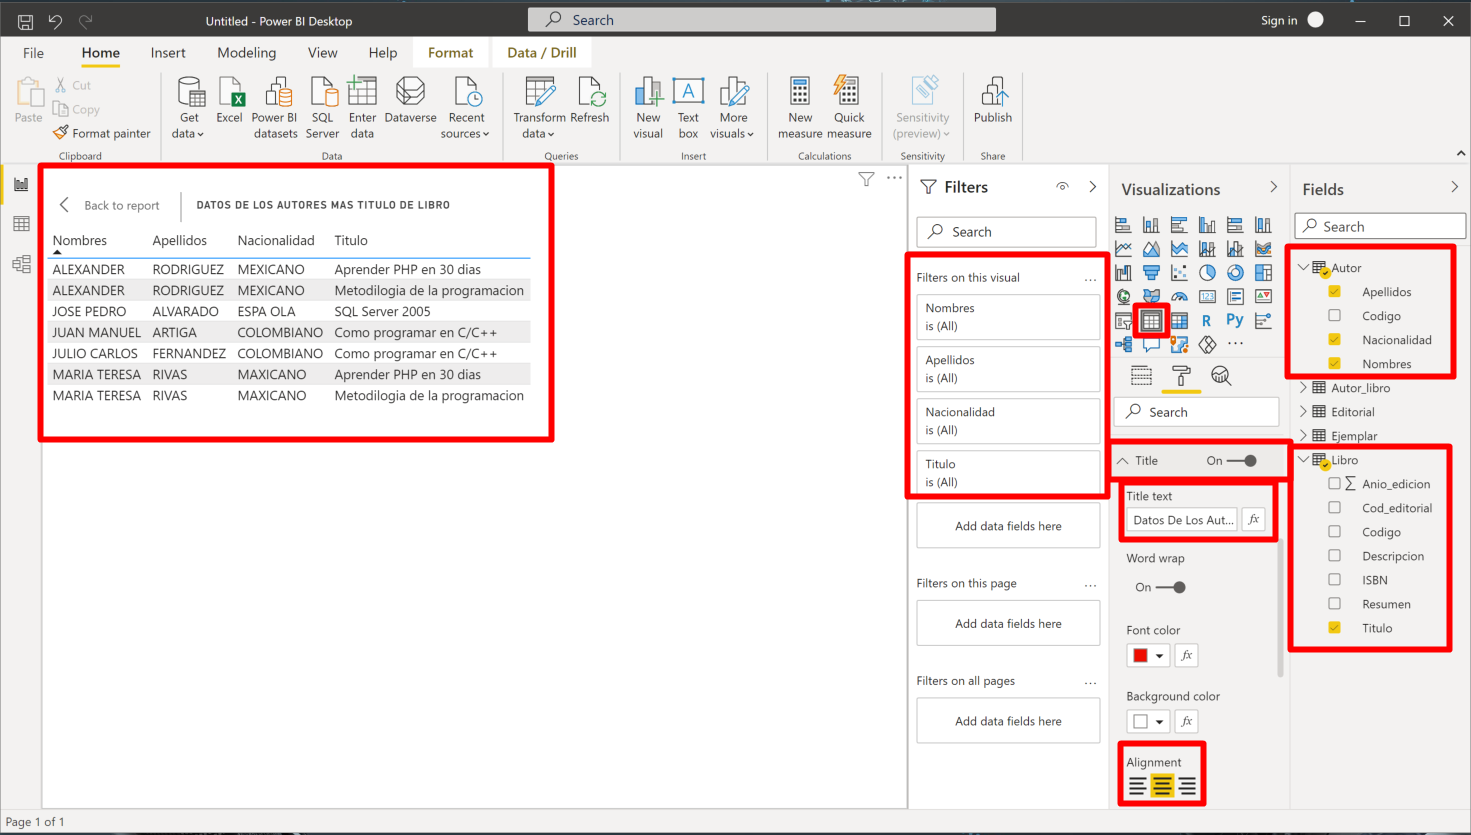 Untitled - Power BI Desktop
Search
Sign in
File Home Insert Modeling View Help Format Data / Drill
Paste
Cut
Copy
Format painter
Clipboard
Get data
Excel
Power BI datasets
SQL Server
Enter data
Dataverse
Recent sources
Data
Transform data
Refresh
Queries
New visual
Text box
More visuals
Insert
New measure
Quick measure
Calculations
Sensitivity (preview)
Sensitivity
Publish
Share
Back to report
DATOS DE LOS AUTORES MAS TITULO DE LIBRO
Nombres Apellidos Nacionalidad Titulo
ALEXANDER RODRIGUEZ MEXICANO Aprender PHP en 30 dias
ALEXANDER RODRIGUEZ MEXICANO Metodilogia de la programacion
JOSE PEDRO ALVARADO ESPA OLA SQL Server 2005
JUAN MANUEL ARTIGA COLOMBIANO Como programar en C/C++
JULIO CARLOS FERNANDEZ COLOMBIANO Como programar en C/C++
MARIA TERESA RIVAS MAXICANO Aprender PHP en 30 dias
MARIA TERESA RIVAS MAXICANO Metodilogia de la programacion
Filters
Search
Filters on this visual ...
Nombres
is (All)
Apellidos
is (All)
Nacionalidad
is (All)
Titulo
is (All)
Add data fields here
Filters on this page ...
Add data fields here
Filters on all pages ...
Add data fields here
Visualizations
123
R
Py
...
Search
Title On
Title text
Datos De Los Aut... fx
Word wrap
On
Font color
fx
Background color
fx
Alignment
Fields
Search
Autor
Apellidos
Codigo
Nacionalidad
Nombres
Autor_libro
Editorial
Ejemplar
Libro
∑ Anio_edicion
Cod_editorial
Codigo
Descripcion
ISBN
Resumen
Titulo
Page 1 of 1